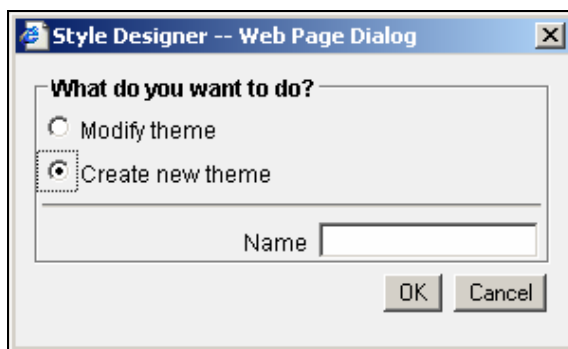 Style Designer -- Web Page Dialog
What do you want to do?
Modify theme
Create new theme
Name
OK Cancel